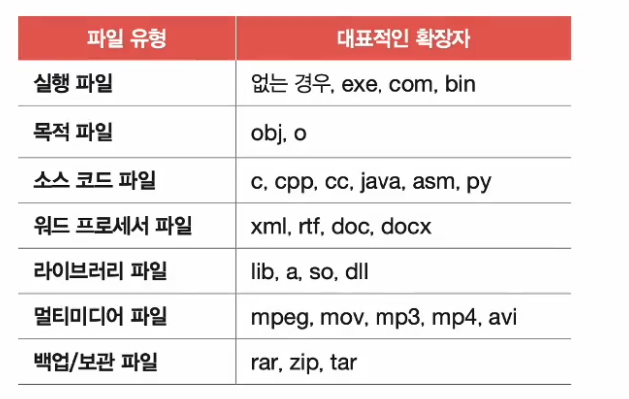 파일 유형 대표적인 확장자
실행 파일 없는 경우, exe, com, bin
목적 파일 obj, o
소스 코드 파일 c, cpp, cc, java, asm, py
워드 프로세서 파일 xml, rtf, doc, docx
라이브러리 파일 lib, a, so, dll
멀티미디어 파일 mpeg, mov, mp3, mp4, avi
백업/보관 파일 rar, zip, tar